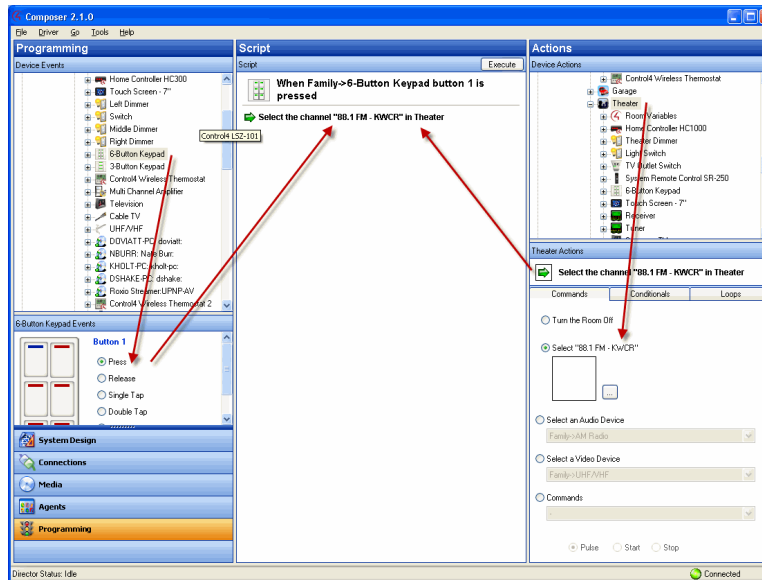 Composer 2.1.0
File Driver Go Tools Help
Programming
Device Events
Home Controller HC300
Touch Screen - 7"
Left Dimmer
Switch
Middle Dimmer
Right Dimmer
Control4 LSZ-101
6-Button Keypad
3-Button Keypad
Control4 Wireless Thermostat
Multi Channel Amplifier
Television
Cable TV
UHF/VHF
DOVIATT-PC: doviatt:
NBURR: Nate Burr:
KHOLT-PC: kholt-pc:
DSHAKE-PC: dshake:
Roxio Streamer:UPNP-AV
Control4 Wireless Thermostat 2
6-Button Keypad Events
Button 1
Press
Release
Single Tap
Double Tap
System Design
Connections
Media
Agents
Programming
Script
Script
Execute
When Family->6-Button Keypad button 1 is
pressed
Select the channel "88.1 FM - KWCR" in Theater
Actions
Device Actions
Control4 Wireless Thermostat
Garage
Theater
Room Variables
Home Controller HC1000
Theater Dimmer
Light Switch
TV Outlet Switch
System Remote Control SR-250
6-Button Keypad
Touch Screen - 7"
Receiver
Tuner
Theater Actions
Select the channel "88.1 FM - KWCR" in Theater
Commands Conditionals Loops
Turn the Room Off
Select "88.1 FM - KWCR"
...
Select an Audio Device
Family->AM Radio
Select a Video Device
Family->UHF/VHF
Commands
-
Pulse Start Stop
Director Status: Idle
Connected